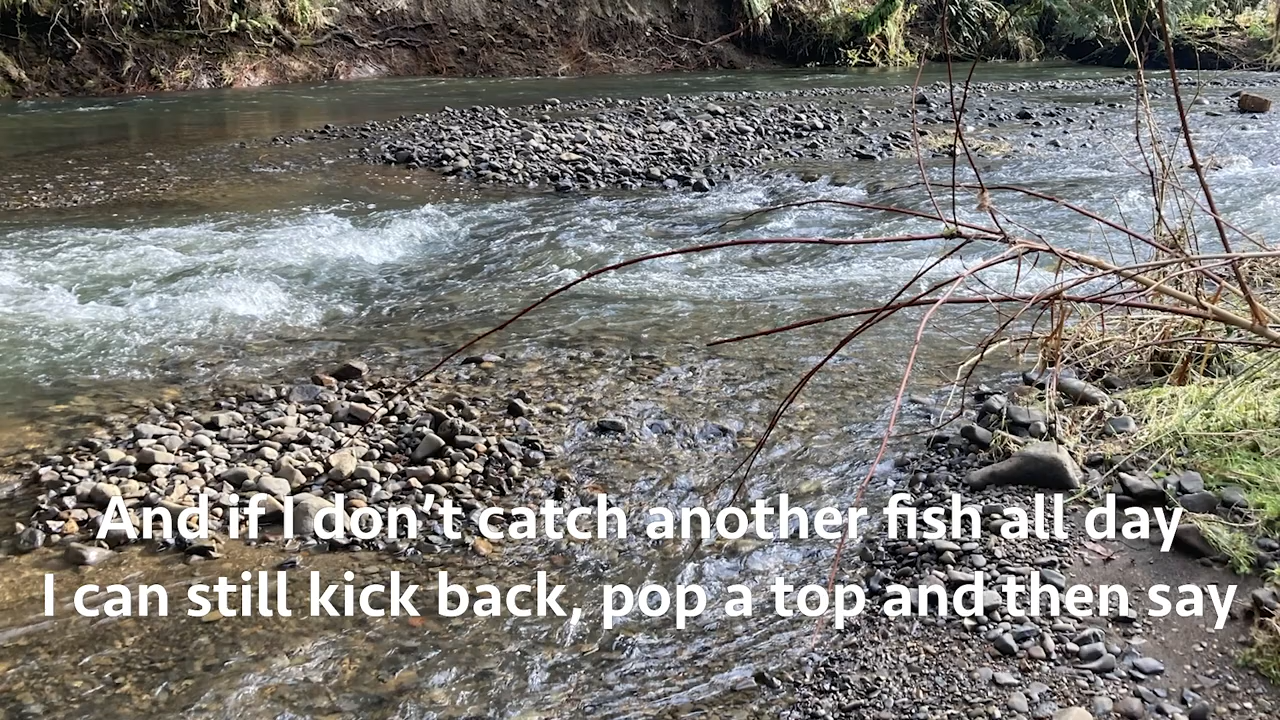 And if I don’t catch another fish all day
I can still kick back, pop a top and then say